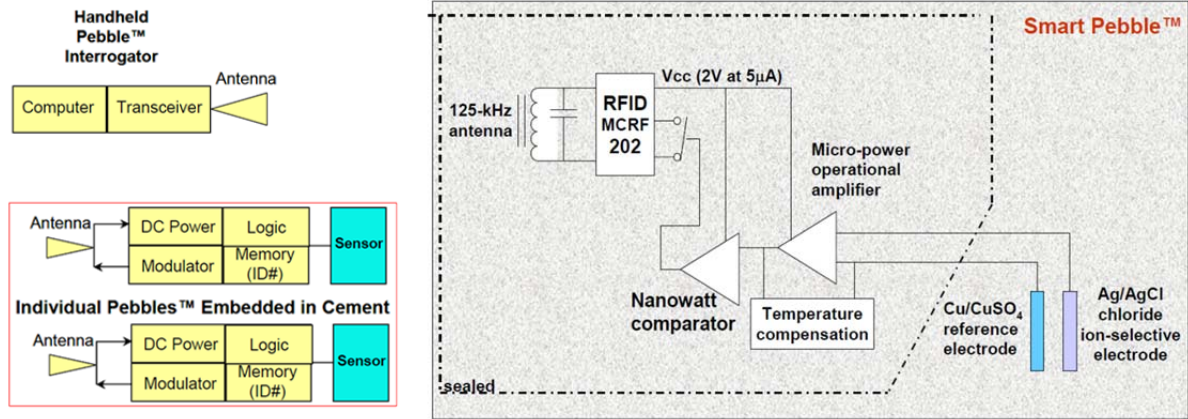 Handheld
Pebble™
Interrogator
Antenna
Computer
Transceiver
Antenna
DC Power
Logic
Sensor
Modulator
Memory
(ID#)
Individual Pebbles™ Embedded in Cement
Antenna
DC Power
Logic
Sensor
Modulator
Memory
(ID#)
Smart Pebble™
Vcc (2V at 5µA)
125-kHz
antenna
RFID
MCRF
202
Micro-power
operational
amplifier
Nanowatt
comparator
Temperature
compensation
Cu/CuSO₄
reference
electrode
Ag/AgCl
chloride
ion-selective
electrode
sealed